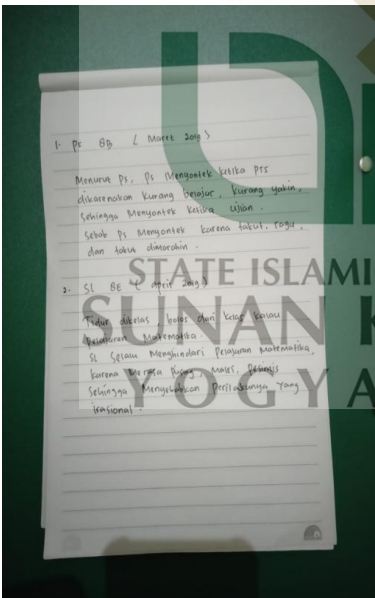 1. PS 8B ( Maret 2019 )
Menurut Ps, Ps Menyontek ketika PTS
dikarenakan kurang belajar, kurang yakin,
sehingga Menyontek ketika ujian.
Sebab Ps Menyontek karena takut, ragu,
dan takut dimarahin.
2. SL 8E ( april 2019 )
Tidur dikelas, bolos dari kelas kalau
pelajaran Matematika.
SL Selalu Menghindari Pelajaran Matematika,
karena Merasa Pusing, Males,
Sehingga Menyebabkan Perilakunya Yang
irasional.
STATE ISLAMI
SUNAN K
YOGYA